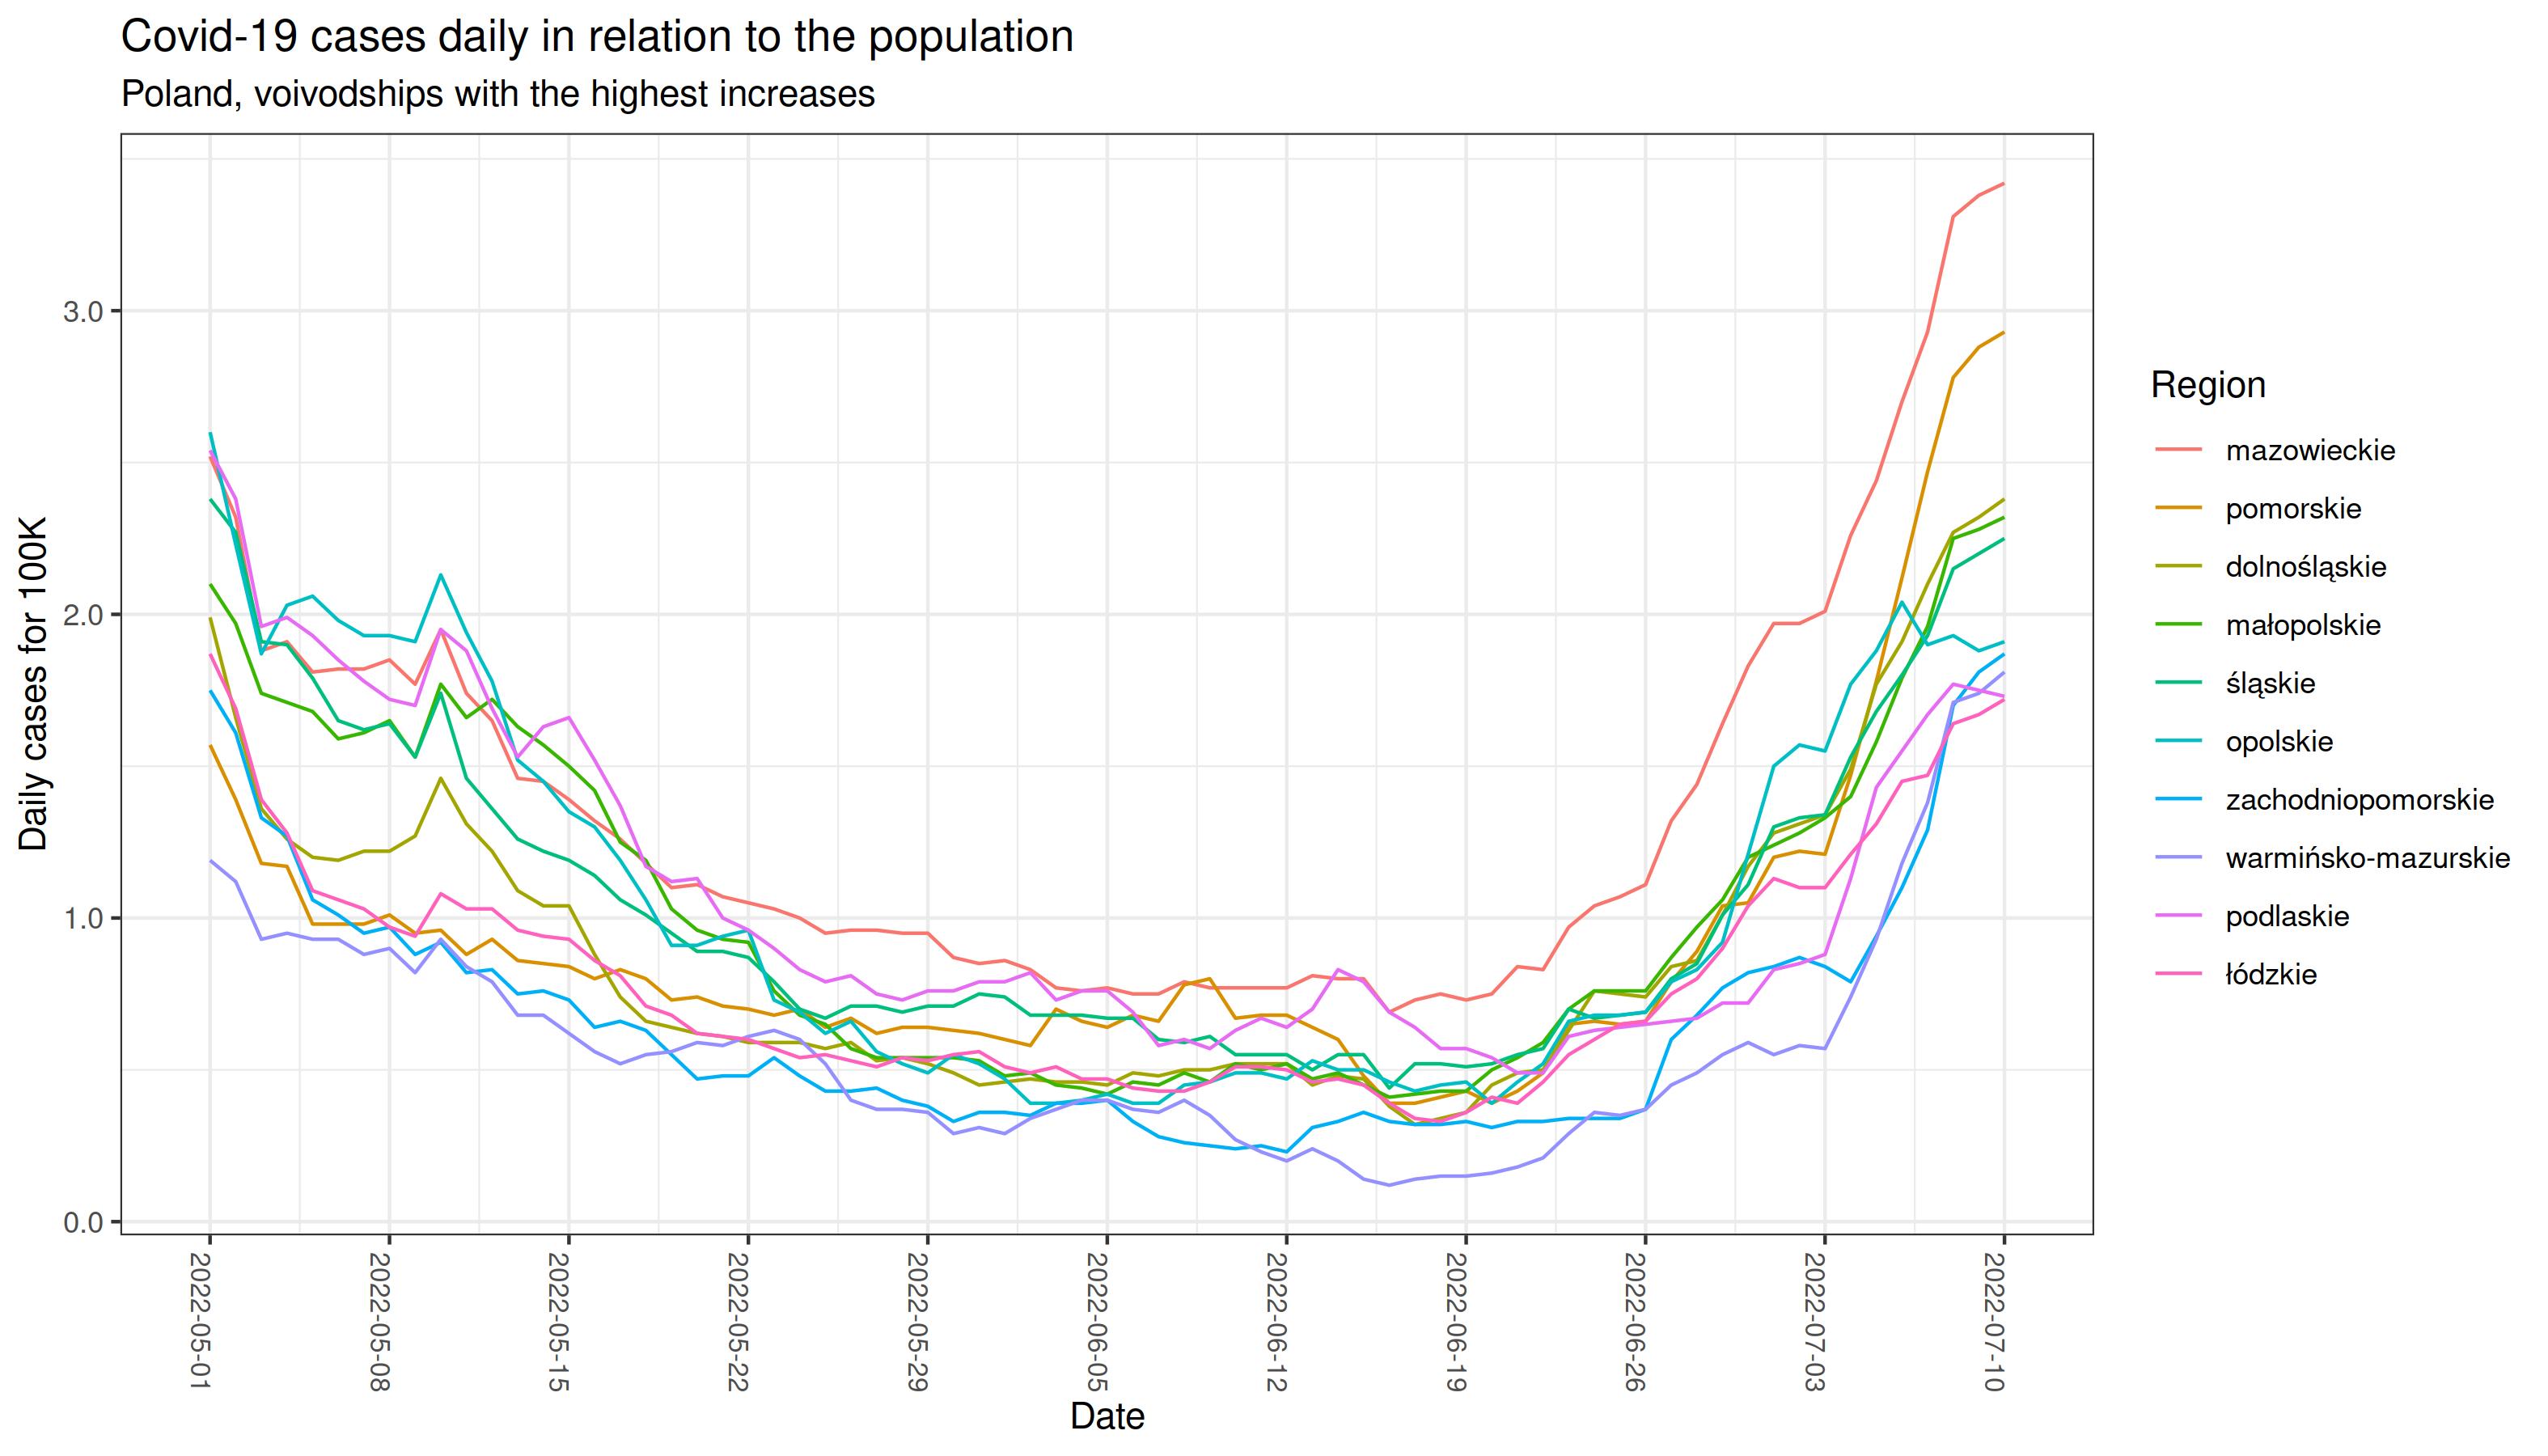 Covid-19 cases daily in relation to the population
Poland, voivodships with the highest increases
Daily cases for 100K
3.0
2.0
1.0
0.0
2022-05-01
2022-05-08
2022-05-15
2022-05-22
2022-05-29
2022-06-05
2022-06-12
2022-06-19
2022-06-26
2022-07-03
2022-07-10
Date
Region
mazowieckie
pomorskie
dolnośląskie
małopolskie
śląskie
opolskie
zachodniopomorskie
warmińsko-mazurskie
podlaskie
łódzkie